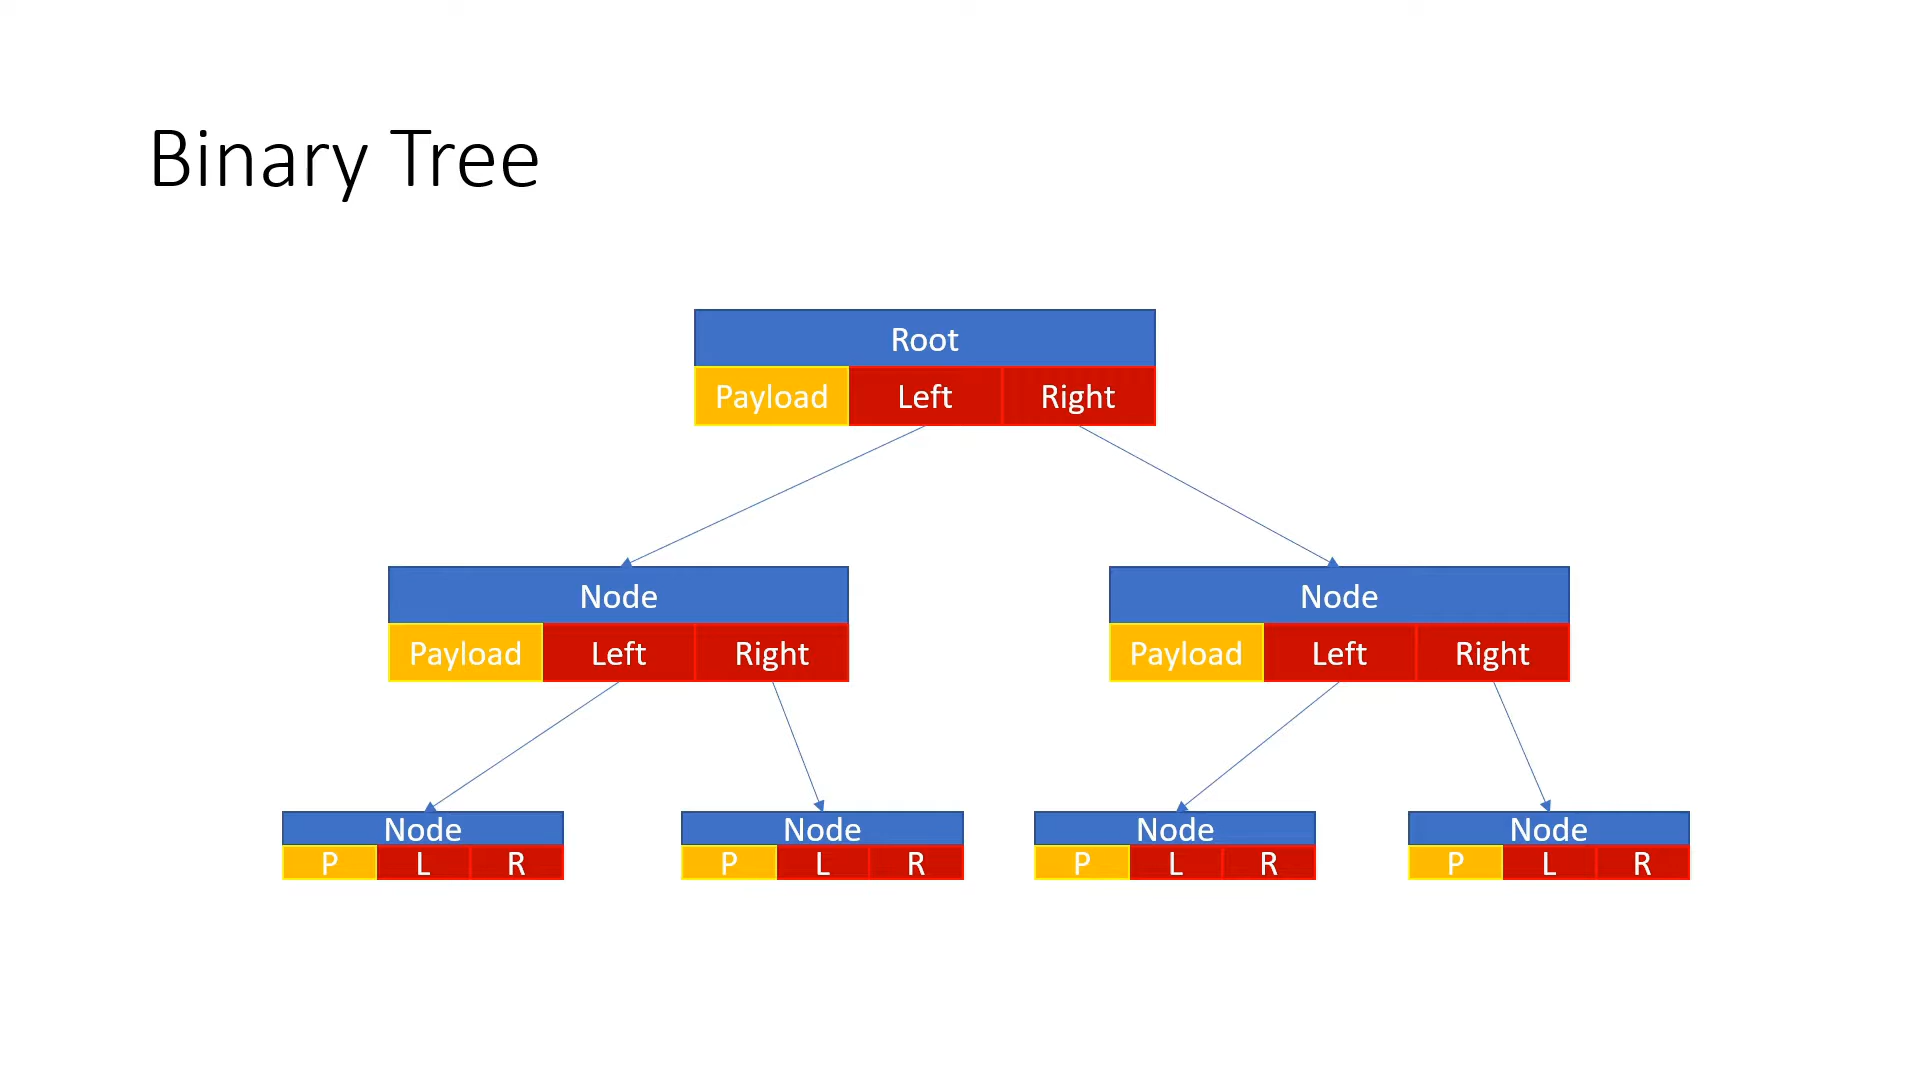 Binary Tree
Root
Payload Left Right
Node Node
Payload Left Right Payload Left Right
Node Node Node Node
P L R P L R P L R P L R